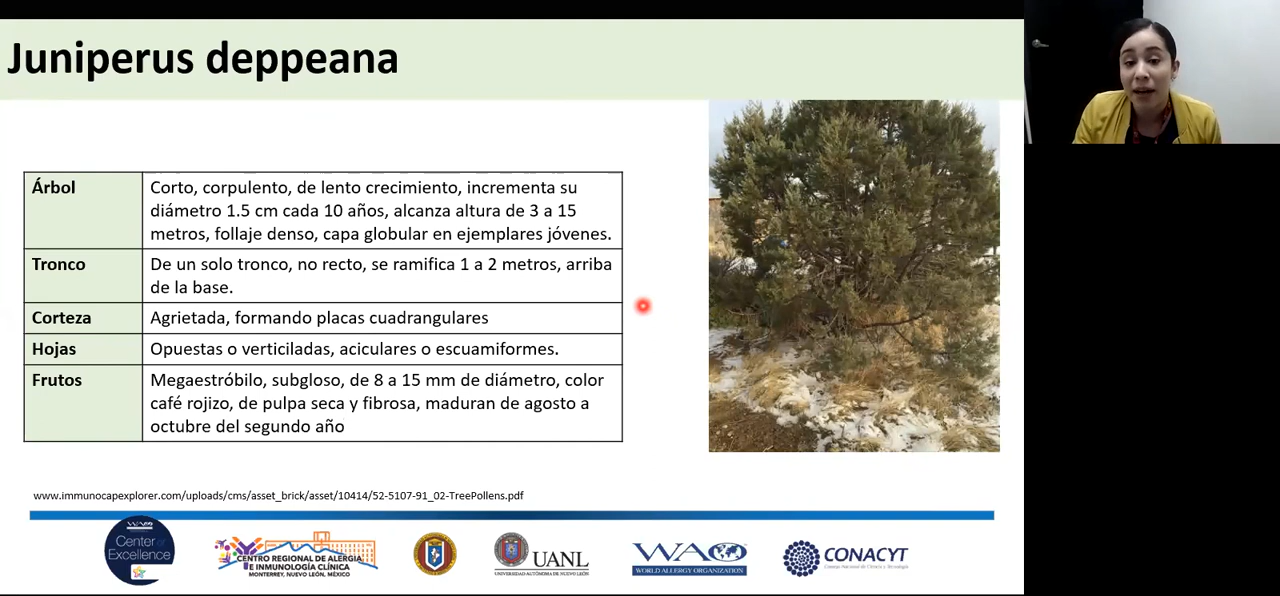 Juniperus deppeana
Árbol
Corto, corpulento, de lento crecimiento, incrementa su
diámetro 1.5 cm cada 10 años, alcanza altura de 3 a 15
metros, follaje denso, capa globular en ejemplares jóvenes.
Tronco
De un solo tronco, no recto, se ramifica 1 a 2 metros, arriba
de la base.
Corteza
Agrietada, formando placas cuadrangulares
Hojas
Opuestas o verticiladas, aciculares o escuamiformes.
Frutos
Megaestróbilo, subgloso, de 8 a 15 mm de diámetro, color
café rojizo, de pulpa seca y fibrosa, maduran de agosto a
octubre del segundo año
www.immunocapexplorer.com/uploads/cms/asset_brick/asset/10414/52-5107-91_02-TreePollens.pdf
WAO
Center of
Excellence
CENTRO REGIONAL DE ALERGIA
E INMUNOLOGÍA CLÍNICA
MONTERREY, NUEVO LEÓN, MÉXICO
UANL
UNIVERSIDAD AUTÓNOMA DE NUEVO LEÓN
WAO
WORLD ALLERGY ORGANIZATION
CONACYT
Consejo Nacional de Ciencia y Tecnología